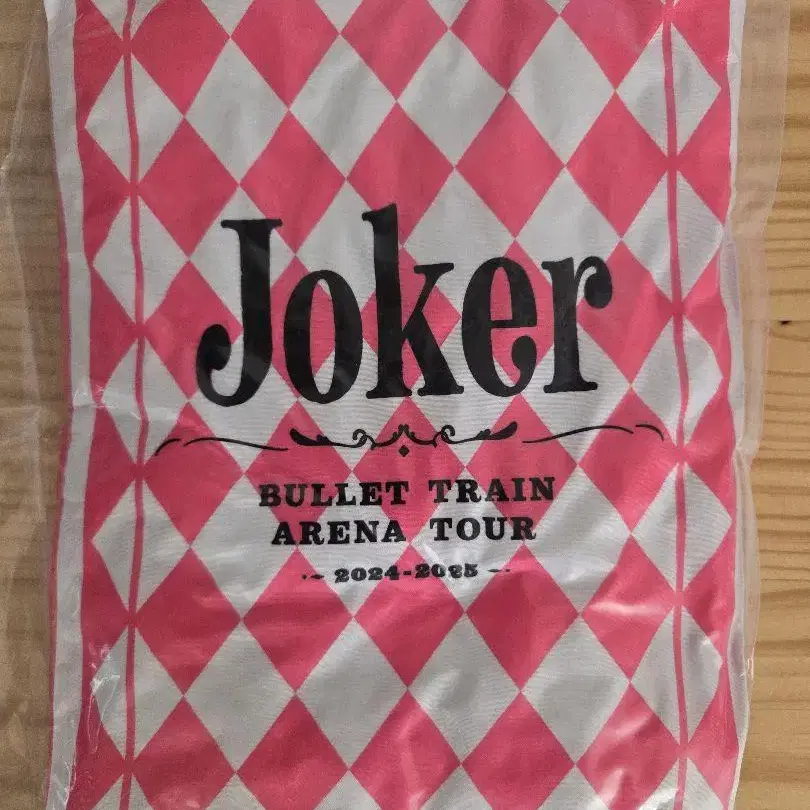 Joker
BULLET TRAIN
ARENA TOUR
2024-2025